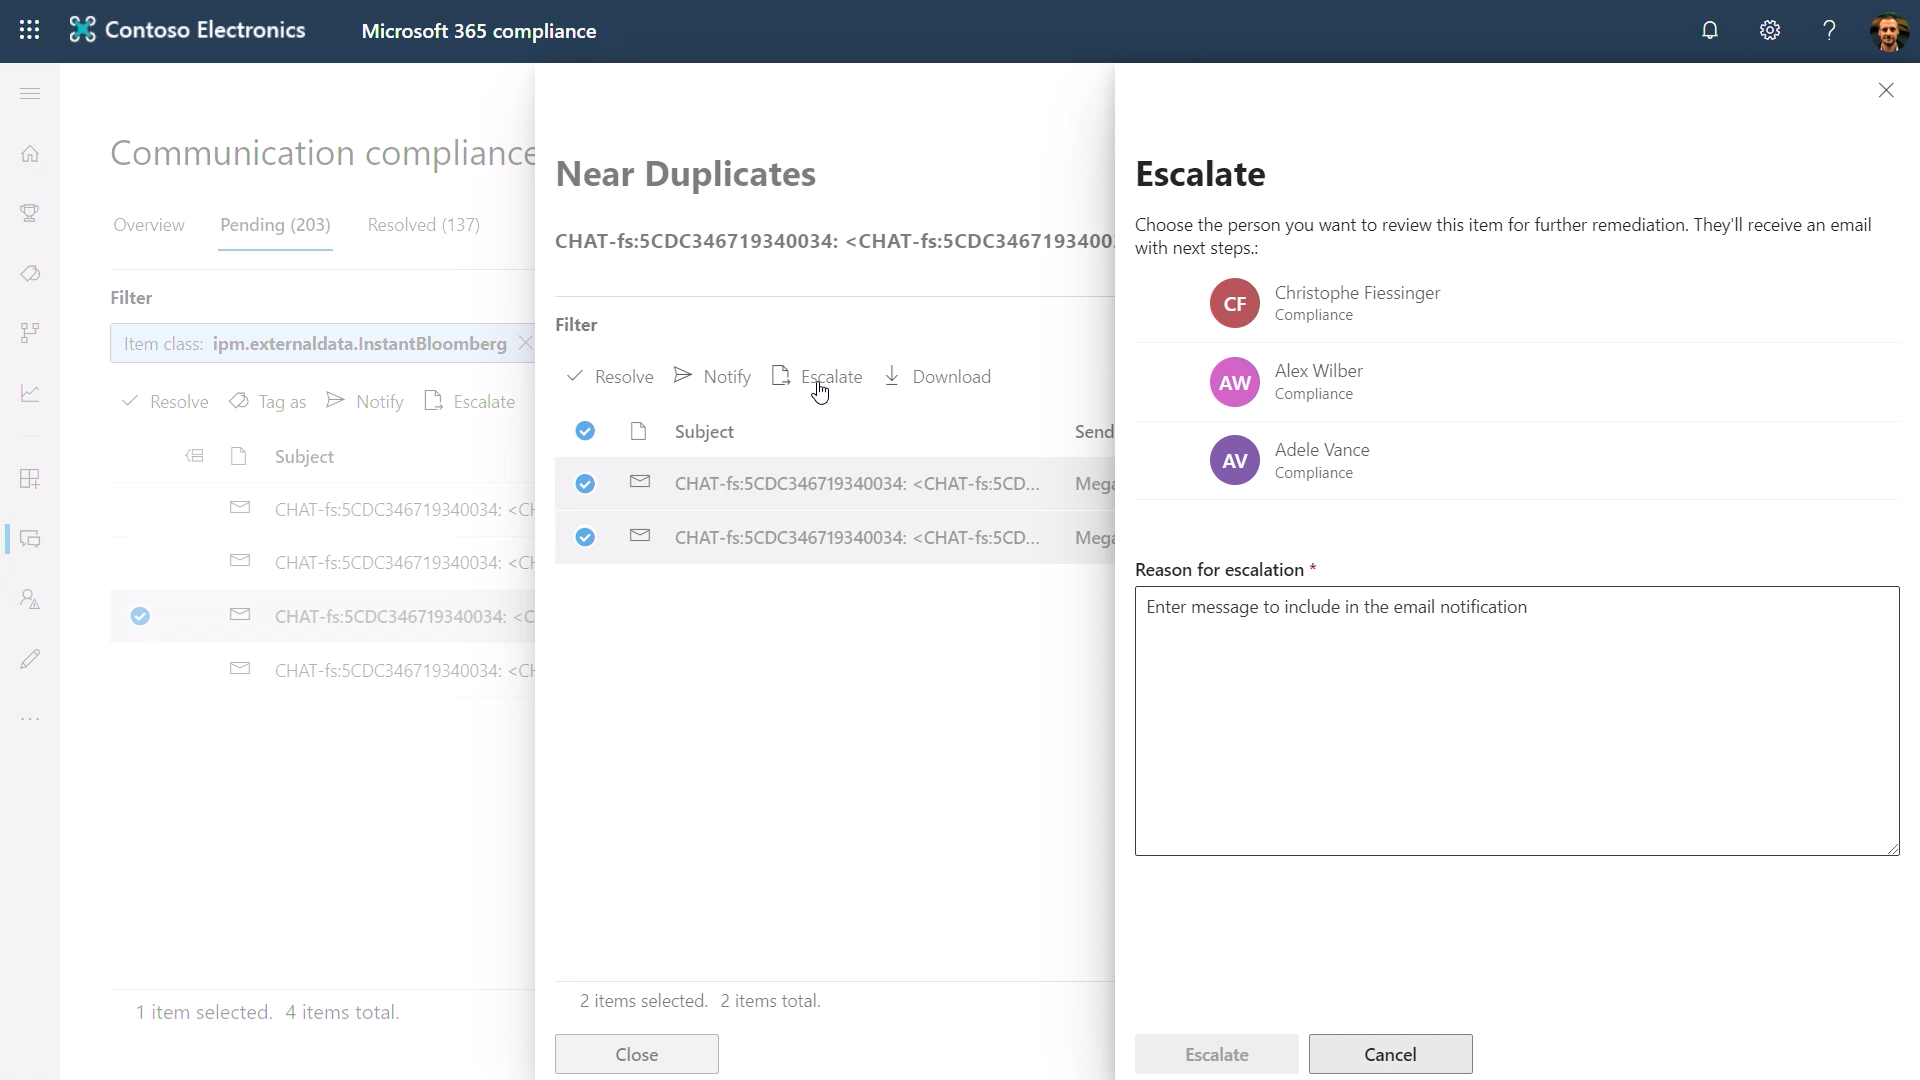 Contoso Electronics
Microsoft 365 compliance
Communication compliance
Overview
Pending (203)
Resolved (137)
Filter
Item class: ipm.externaldata.InstantBloomberg
Resolve
Tag as
Notify
Escalate
Subject
CHAT-fs:5CDC346719340034: <CH
CHAT-fs:5CDC346719340034: <CH
CHAT-fs:5CDC346719340034: <C
CHAT-fs:5CDC346719340034: <CH
1 item selected. 4 items total.
Near Duplicates
CHAT-fs:5CDC346719340034: <CHAT-fs:5CDC3467193400
Filter
Resolve
Notify
Escalate
Download
Subject
Send
CHAT-fs:5CDC346719340034: <CHAT-fs:5CD...
Mega
CHAT-fs:5CDC346719340034: <CHAT-fs:5CD...
Mega
2 items selected. 2 items total.
Close
Escalate
Choose the person you want to review this item for further remediation. They'll receive an email
with next steps.:
CF
Christophe Fiessinger
Compliance
AW
Alex Wilber
Compliance
AV
Adele Vance
Compliance
Reason for escalation *
Enter message to include in the email notification
Escalate
Cancel